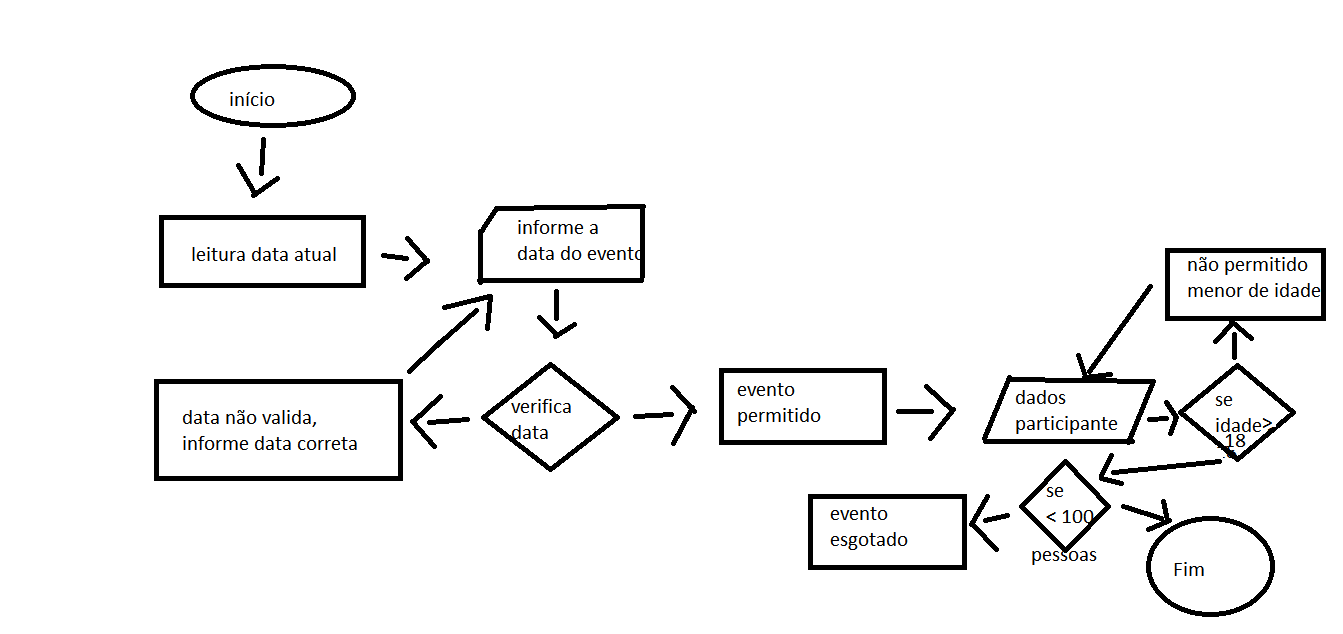 início
leitura data atual
informe a
data do evento
data não valida,
informe data correta
verifica
data
evento
permitido
dados
participante
não permitido
menor de idade
se
idade>
18
se
< 100
pessoas
evento
esgotado
Fim